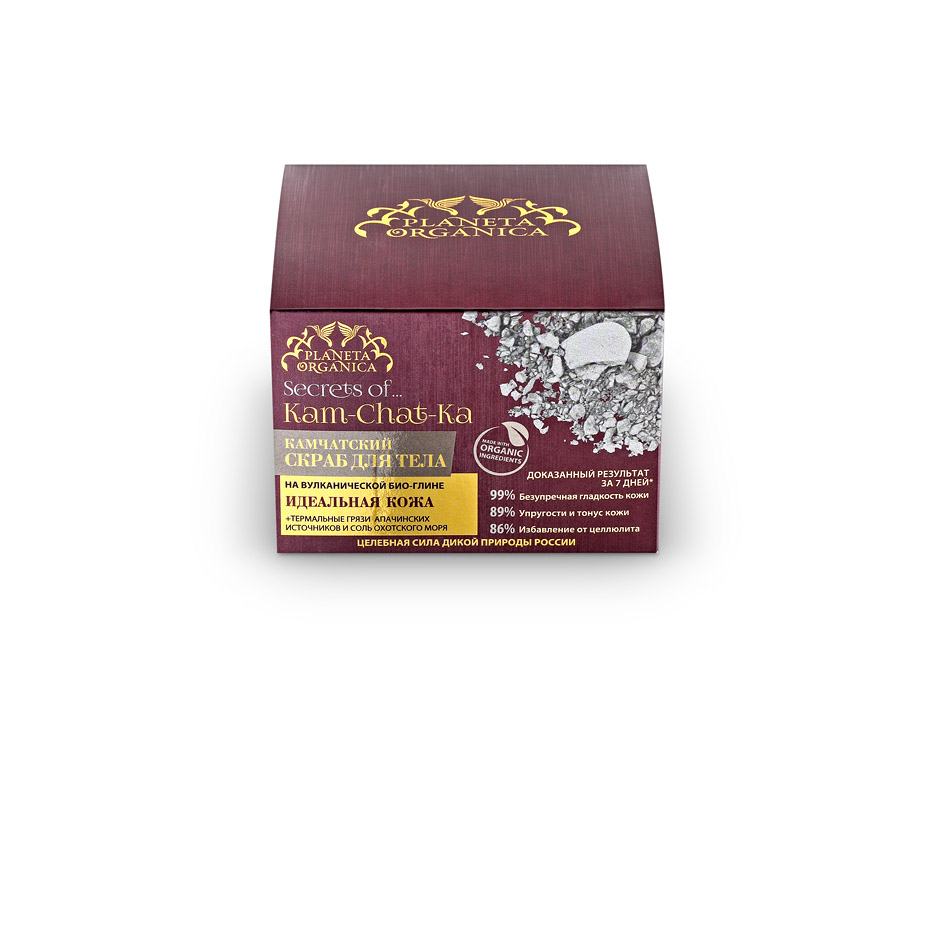 PLANETA
ORGANICA
PLANETA
ORGANICA
Secrets of...
Kam-Chat-Ka
КАМЧАТСКИЙ
СКРАБ ДЛЯ ТЕЛА
НА ВУЛКАНИЧЕСКОЙ БИО-ГЛИНЕ
ИДЕАЛЬНАЯ КОЖА
+ТЕРМАЛЬНЫЕ ГРЯЗИ АПАЧИНСКИХ
ИСТОЧНИКОВ И СОЛЬ ОХОТСКОГО МОРЯ
MADE WITH
ORGANIC
INGREDIENTS
ДОКАЗАННЫЙ РЕЗУЛЬТАТ
ЗА 7 ДНЕЙ*
99% Безупречная гладкость кожи
89% Упругости и тонус кожи
86% Избавление от целлюлита
ЦЕЛЕБНАЯ СИЛА ДИКОЙ ПРИРОДЫ РОССИИ